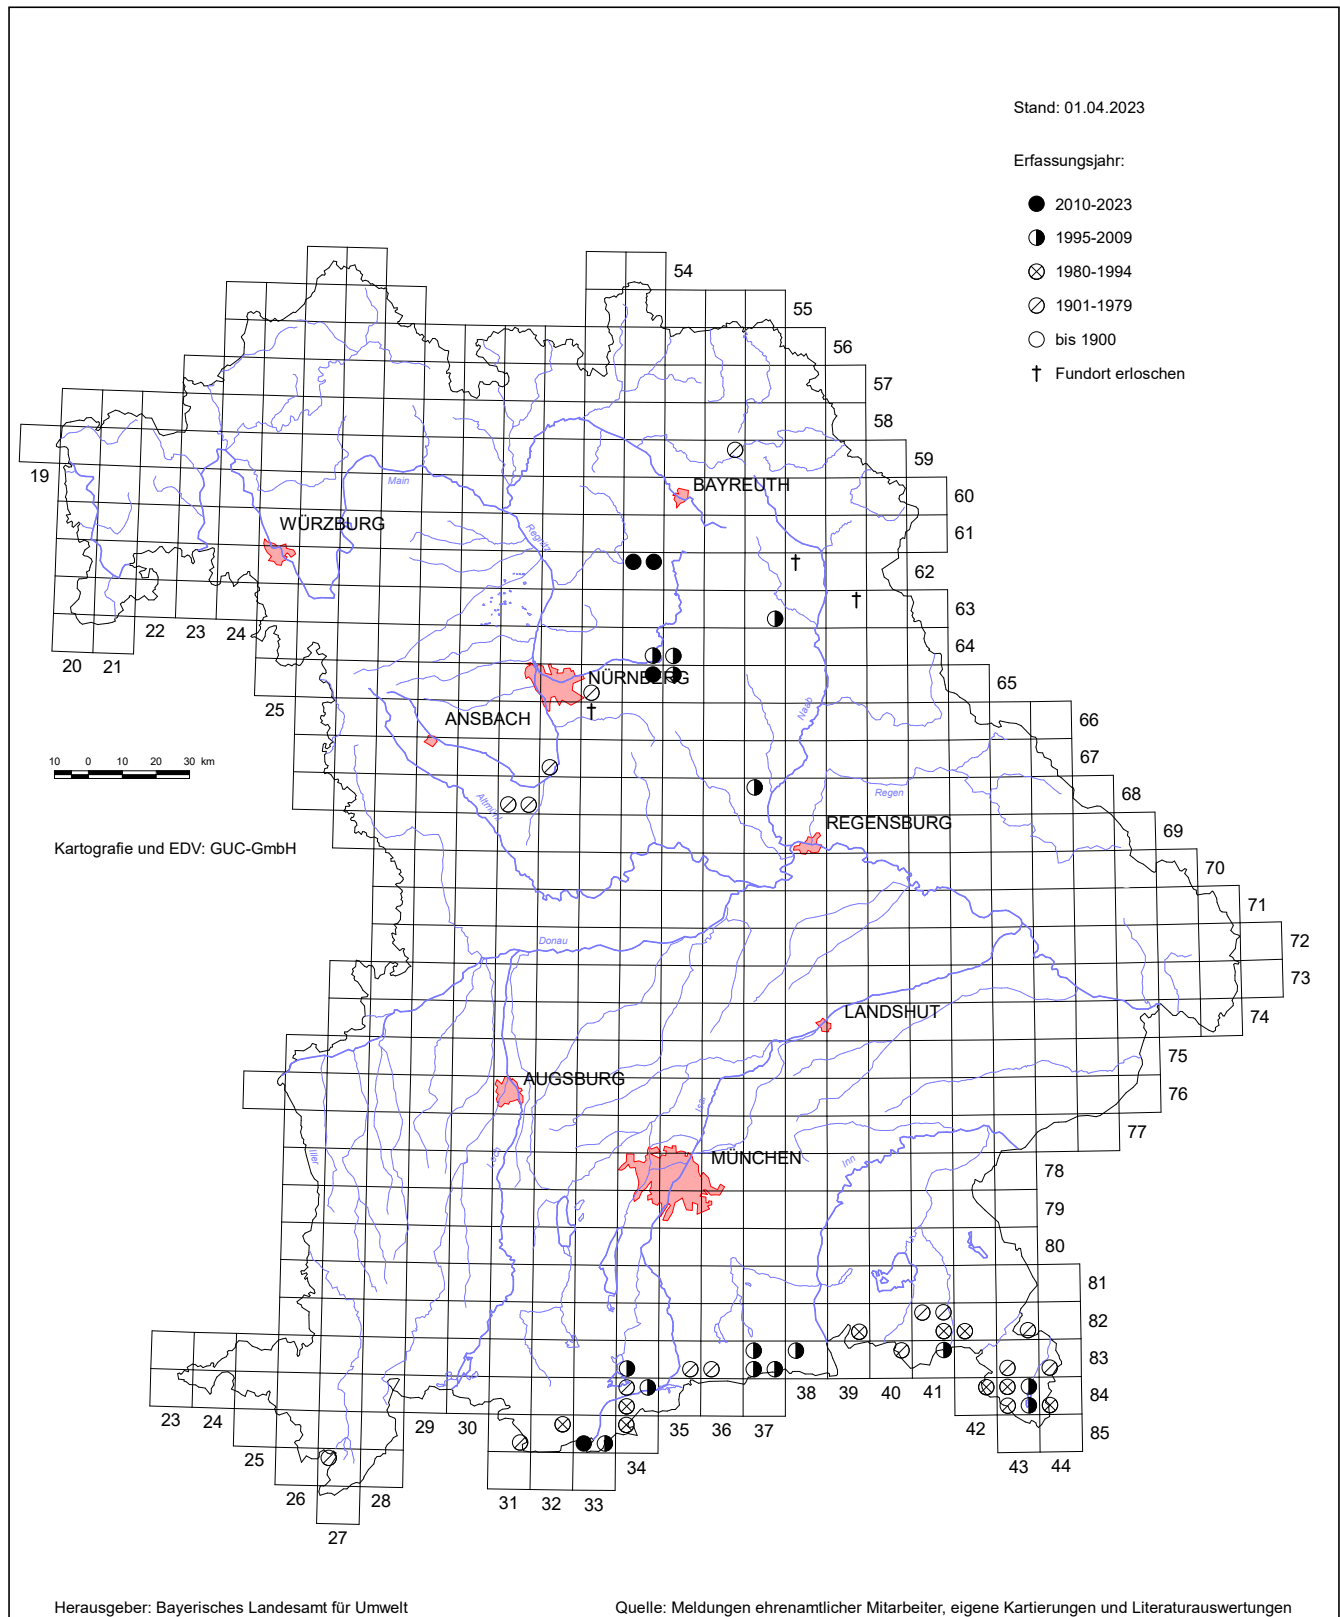 Stand: 01.04.2023
Erfassungsjahr:
2010-2023
1995-2009
1980-1994
1901-1979
bis 1900
† Fundort erloschen
54
55
56
57
58
59
60
61
62
63
64
65
66
67
68
69
70
71
72
73
74
75
76
77
78
79
80
81
82
83
84
85
19
20
21
22
23
24
25
Main
Regnitz
BAYREUTH
WÜRZBURG
NÜRNBERG
ANSBACH
Naab
Altmühl
Regen
REGENSBURG
10 0 10 20 30 km
Kartografie und EDV: GUC-GmbH
Donau
LANDSHUT
AUGSBURG
Isar
Iller
Lech
MÜNCHEN
Inn
23
24
25
26
27
28
29
30
31
32
33
34
35
36
37
38
39
40
41
42
43
44
Herausgeber: Bayerisches Landesamt für Umwelt
Quelle: Meldungen ehrenamtlicher Mitarbeiter, eigene Kartierungen und Literaturauswertungen